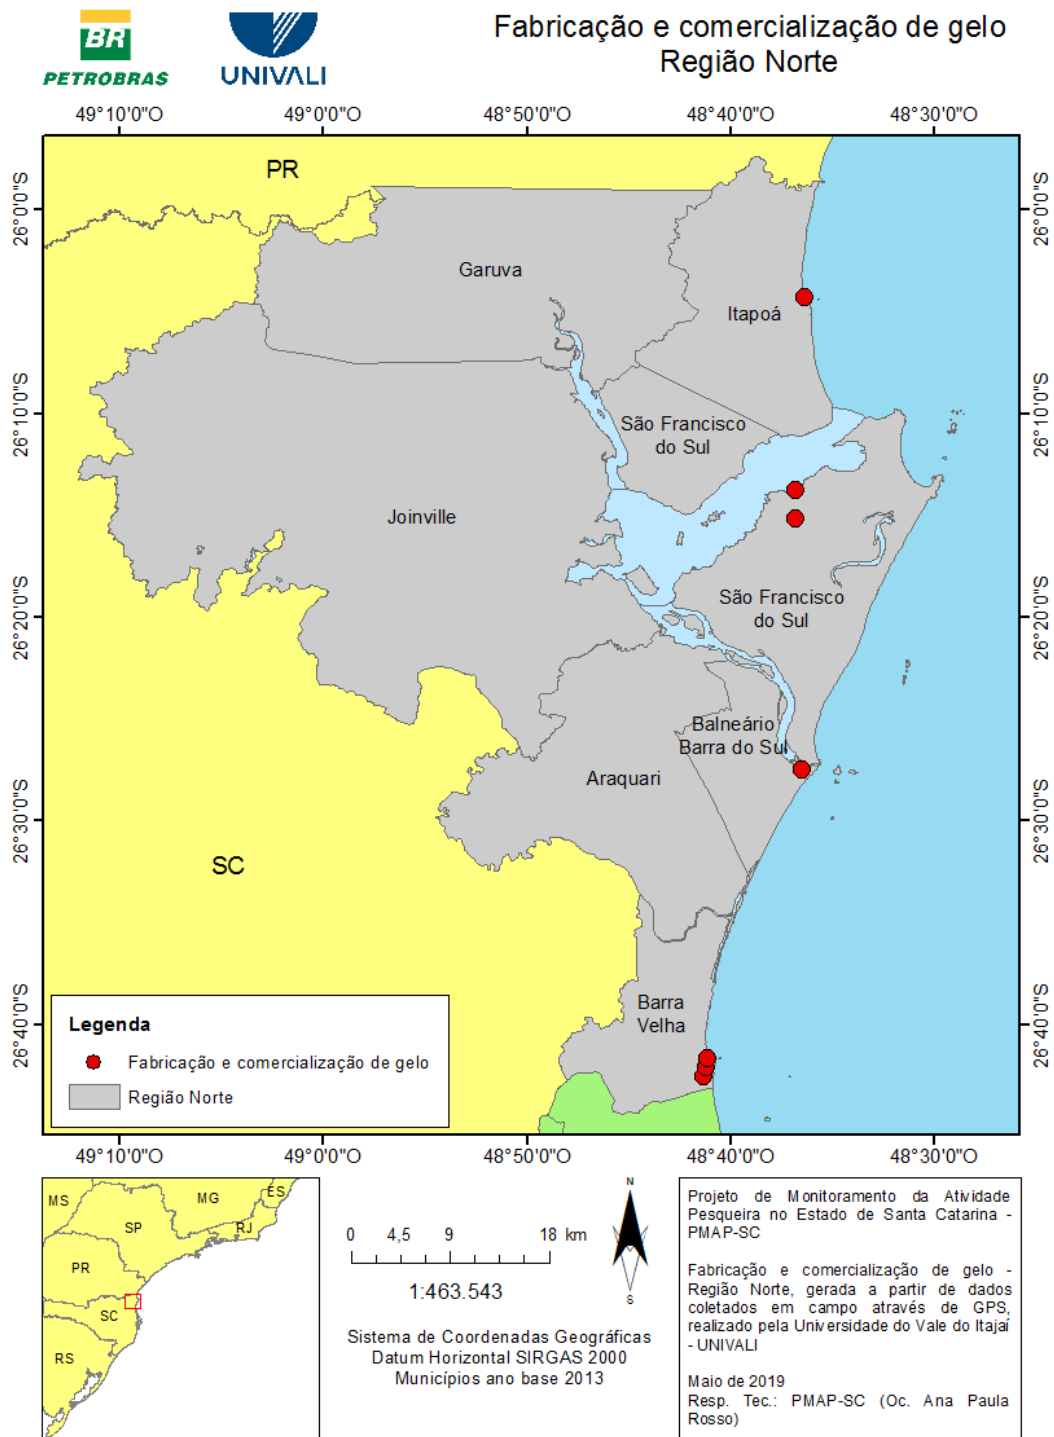 BR
PETROBRAS
UNIVALI
Fabricação e comercialização de gelo
Região Norte
49°10'0"O
49°0'0"O
48°50'0"O
48°40'0"O
48°30'0"O
26°0'0"S
26°10'0"S
26°20'0"S
26°30'0"S
26°40'0"S
26°0'0"S
26°10'0"S
26°20'0"S
26°30'0"S
26°40'0"S
PR
Garuva
Itapoá
São Francisco
do Sul
Joinville
São Francisco
do Sul
Balneário
Barra do Sul
Araquari
SC
Barra
Velha
Legenda
Fabricação e comercialização de gelo
Região Norte
49°10'0"O
49°0'0"O
48°50'0"O
48°40'0"O
48°30'0"O
MS
MG
ES
SP
RJ
PR
SC
RS
0 4,5 9 18 km
1:463.543
N
S
Sistema de Coordenadas Geográficas
Datum Horizontal SIRGAS 2000
Municípios ano base 2013
Projeto de Monitoramento da Atividade
Pesqueira no Estado de Santa Catarina -
PMAP-SC
Fabricação e comercialização de gelo -
Região Norte, gerada a partir de dados
coletados em campo através de GPS,
realizado pela Universidade do Vale do Itajaí
- UNIVALI
Maio de 2019
Resp. Tec.: PMAP-SC (Oc. Ana Paula
Rosso)